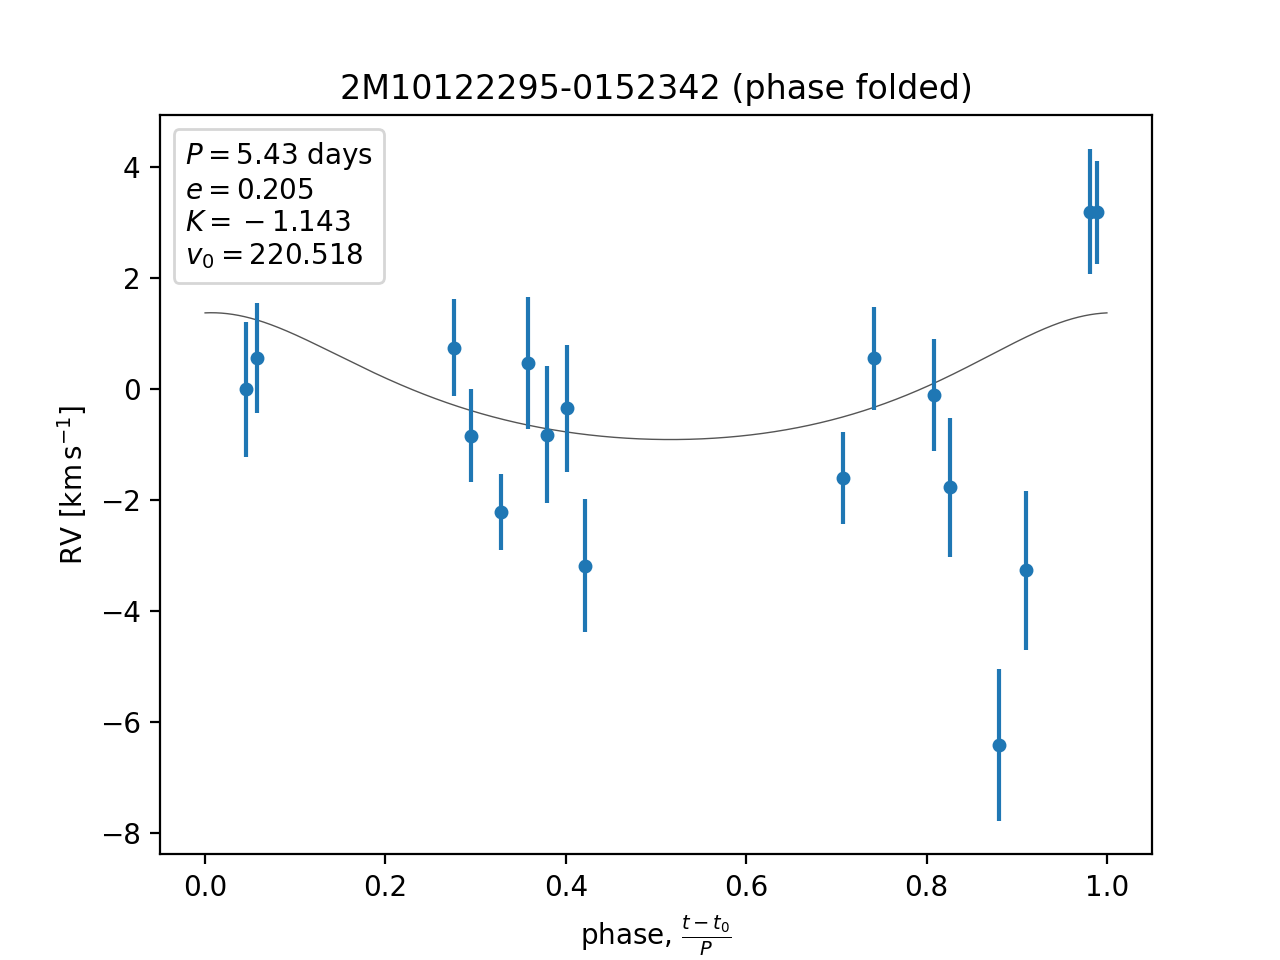 2M10122295-0152342 (phase folded)
P = 5.43 days
e = 0.205
K = −1.143
v₀ = 220.518
4
2
0
−2
−4
−6
−8
RV [km s⁻¹]
0.0 0.2 0.4 0.6 0.8 1.0
phase, (t − t₀)/P